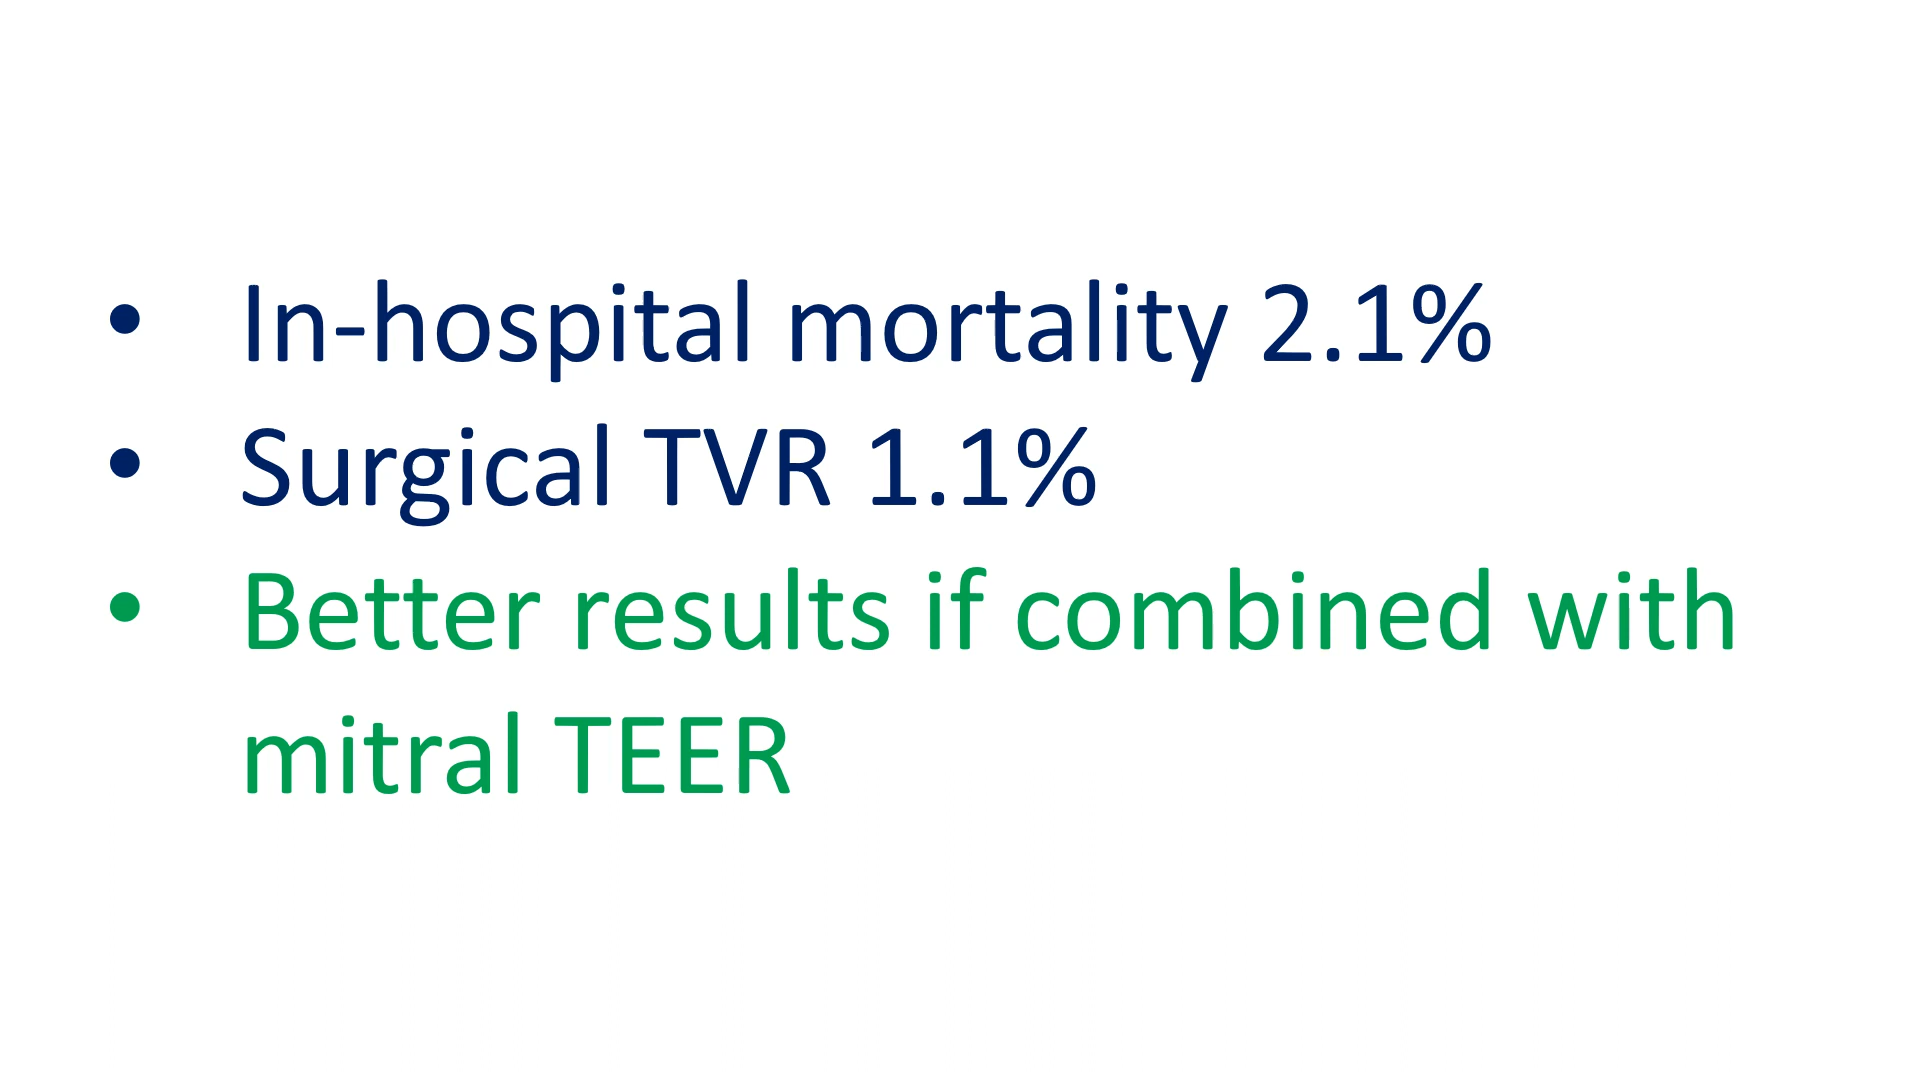 • In-hospital mortality 2.1%
• Surgical TVR 1.1%
• Better results if combined with
mitral TEER